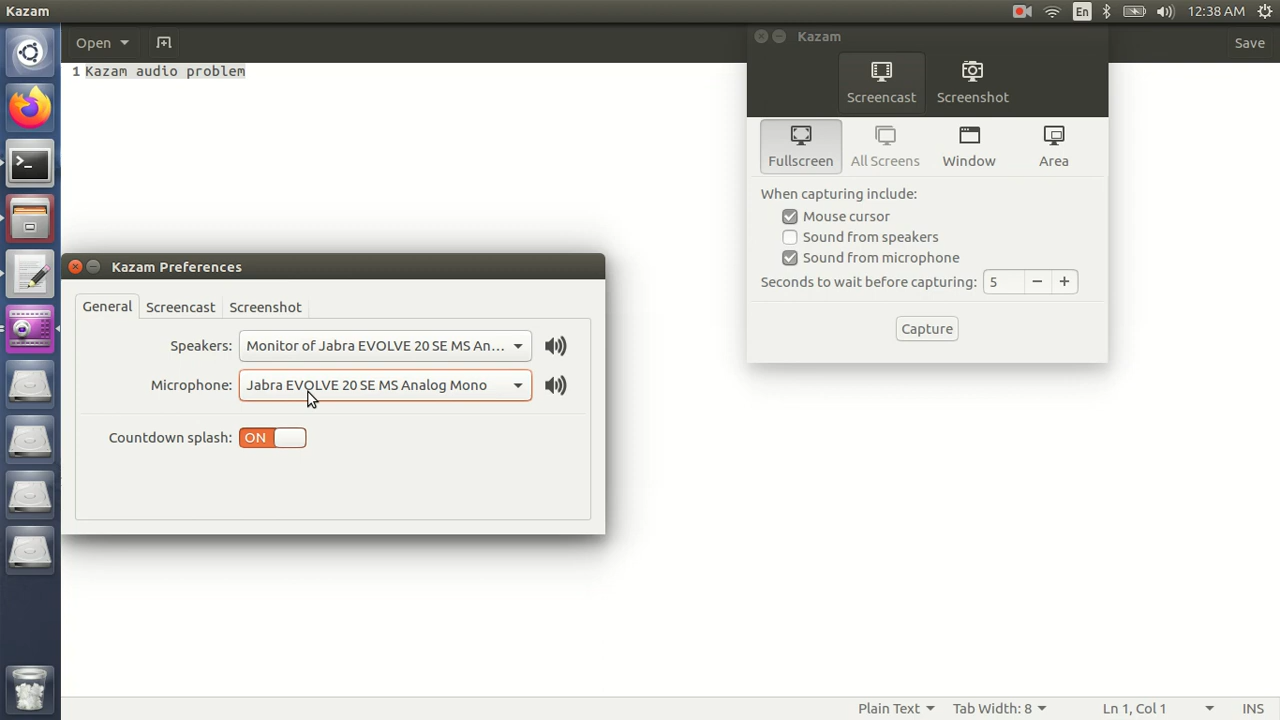 Kazam
En
12:38 AM
Open
Save
1 Kazam audio problem
Kazam
Screencast
Screenshot
Fullscreen
All Screens
Window
Area
When capturing include:
Mouse cursor
Sound from speakers
Sound from microphone
Seconds to wait before capturing: 5 − +
Capture
Kazam Preferences
General
Screencast
Screenshot
Speakers: Monitor of Jabra EVOLVE 20 SE MS An...
Microphone: Jabra EVOLVE 20 SE MS Analog Mono
Countdown splash: ON
Plain Text
Tab Width: 8
Ln 1, Col 1
INS